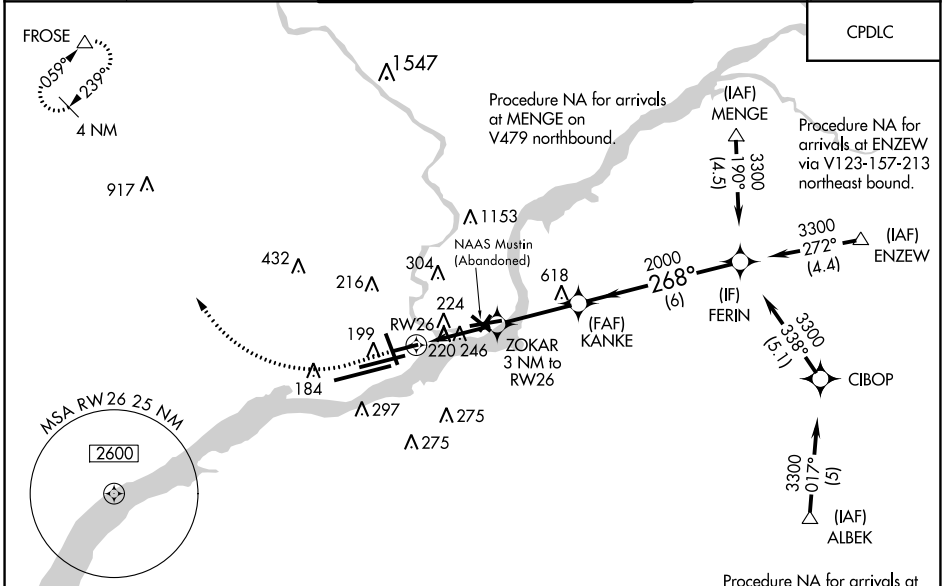 CPDLC
FROSE
059°
239°
4 NM
1547
Procedure NA for arrivals
at MENGE on
V479 northbound.
(IAF)
MENGE
3300
190°
(4.5)
Procedure NA for
arrivals at ENZEW
via V123-157-213
northeast bound.
917
1153
NAAS Mustin
(Abandoned)
3300
272°
(4.4)
(IAF)
ENZEW
432
216
304
618
2000
268°
(6)
(IF)
FERIN
224
199
RW26
220
246
ZOKAR
3 NM to
RW26
(FAF)
KANKE
3300
338°
(5.1)
CIBOP
184
297
275
275
MSA RW 26 25 NM
2600
3300
017°
(5)
(IAF)
ALBEK
Procedure NA for arrivals at